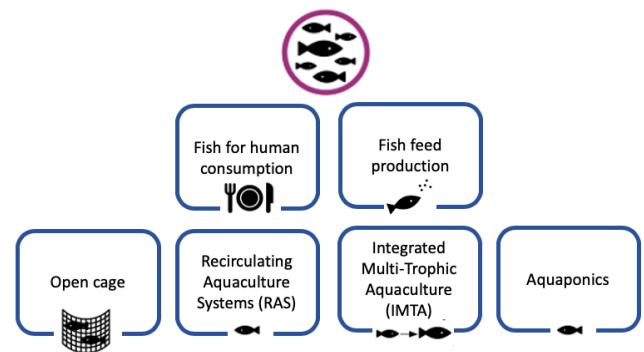 Fish for human
consumption
Fish feed
production
Open cage
Recirculating
Aquaculture
Systems (RAS)
Integrated
Multi-Trophic
Aquaculture
(IMTA)
Aquaponics